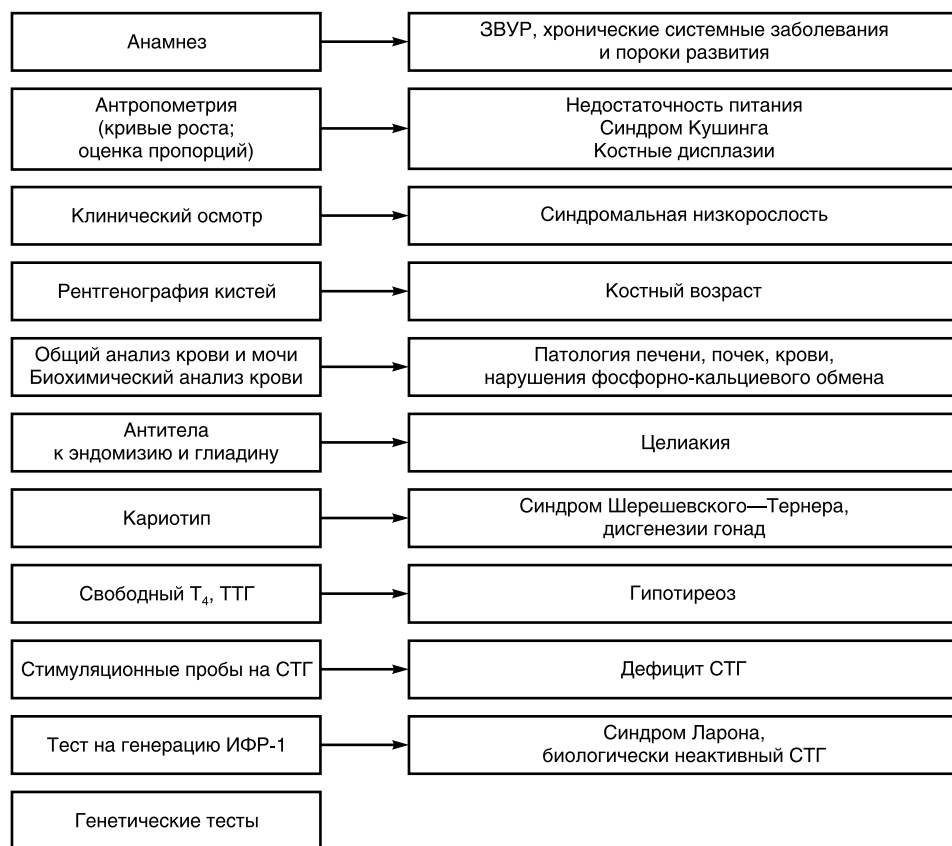 Анамнез
ЗВУР, хронические системные заболевания
и пороки развития
Антропометрия
(кривые роста;
оценка пропорций)
Недостаточность питания
Синдром Кушинга
Костные дисплазии
Клинический осмотр
Синдромальная низкорослость
Рентгенография кистей
Костный возраст
Общий анализ крови и мочи
Биохимический анализ крови
Патология печени, почек, крови,
нарушения фосфорно-кальциевого обмена
Антитела
к эндомизию и глиадину
Целиакия
Кариотип
Синдром Шерешевского—Тернера,
дисгенезии гонад
Свободный Т₄, ТТГ
Гипотиреоз
Стимуляционные пробы на СТГ
Дефицит СТГ
Тест на генерацию ИФР-1
Синдром Ларона,
биологически неактивный СТГ
Генетические тесты